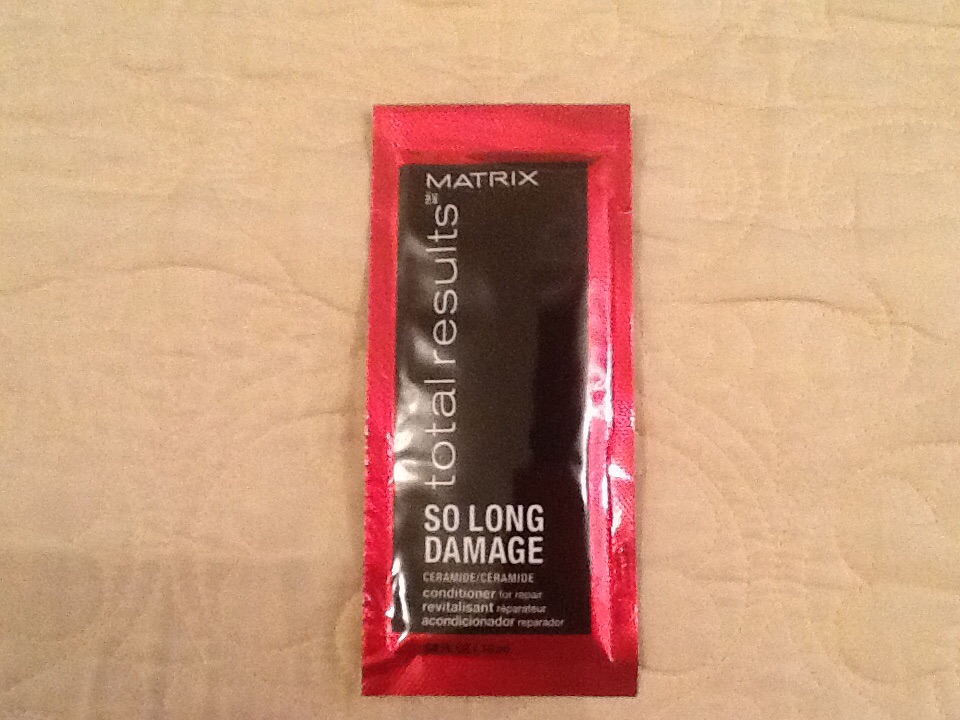 MATRIX
total results
SO LONG
DAMAGE
CERAMIDE/CERAMIDE
conditioner for repair
revitalisant réparateur
acondicionador reparador